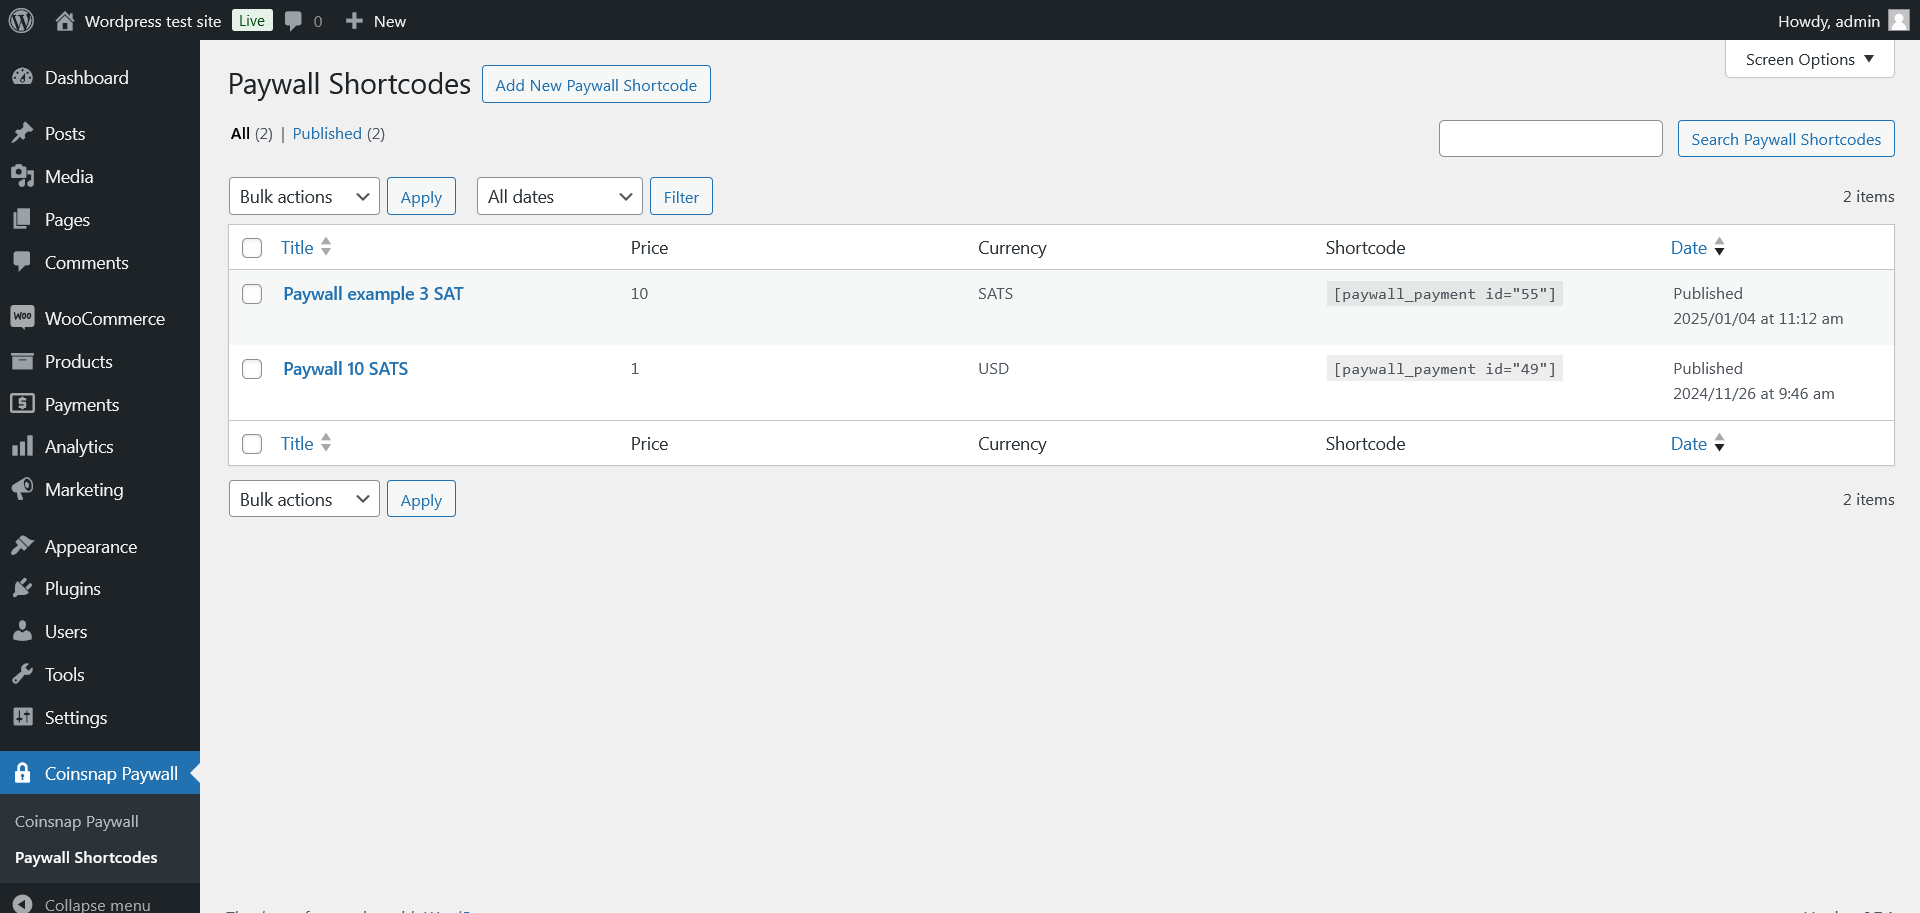 Wordpress test site Live 0 New
Howdy, admin
Screen Options
Dashboard
Posts
Media
Pages
Comments
WooCommerce
Products
Payments
Analytics
Marketing
Appearance
Plugins
Users
Tools
Settings
Coinsnap Paywall
Coinsnap Paywall
Paywall Shortcodes
Collapse menu
Paywall Shortcodes Add New Paywall Shortcode
All (2) | Published (2)
Search Paywall Shortcodes
Bulk actions Apply All dates Filter 2 items
Title Price Currency Shortcode Date
Paywall example 3 SAT 10 SATS [paywall_payment id="55"] Published
2025/01/04 at 11:12 am
Paywall 10 SATS 1 USD [paywall_payment id="49"] Published
2024/11/26 at 9:46 am
Title Price Currency Shortcode Date
Bulk actions Apply 2 items